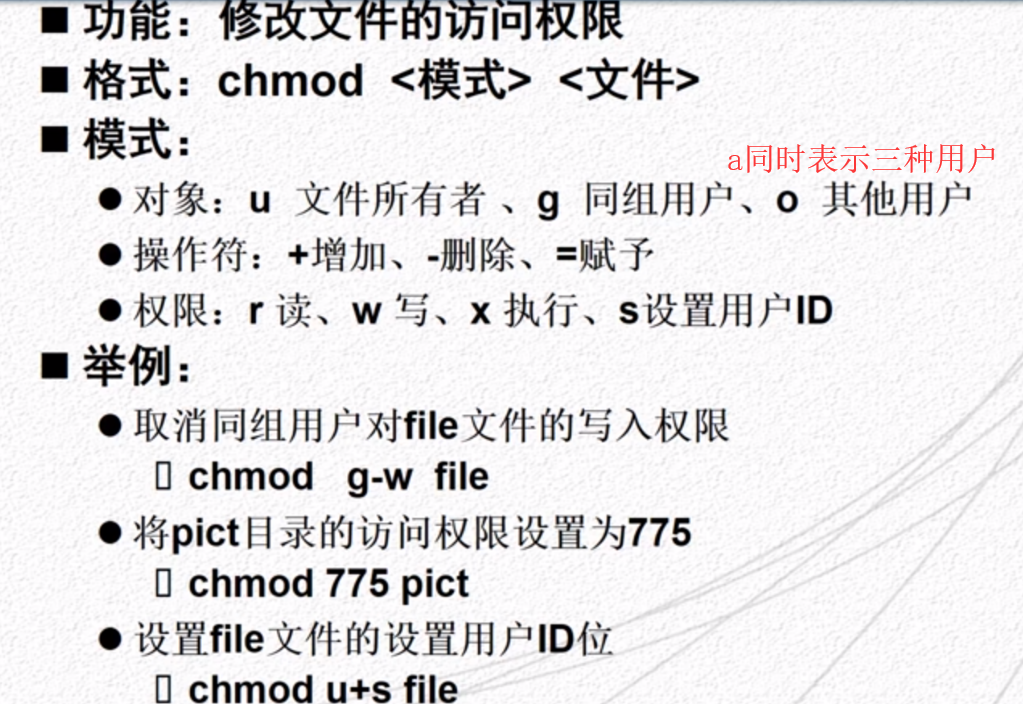 ■ 功能：修改文件的访问权限
■ 格式：chmod <模式> <文件>
■ 模式：
a同时表示三种用户
● 对象：u 文件所有者 、g 同组用户、o 其他用户
● 操作符：+增加、-删除、=赋予
● 权限：r 读、w 写、x 执行、s设置用户ID
■ 举例：
● 取消同组用户对file文件的写入权限
▯ chmod g-w file
● 将pict目录的访问权限设置为775
▯ chmod 775 pict
● 设置file文件的设置用户ID位
▯ chmod u+s file